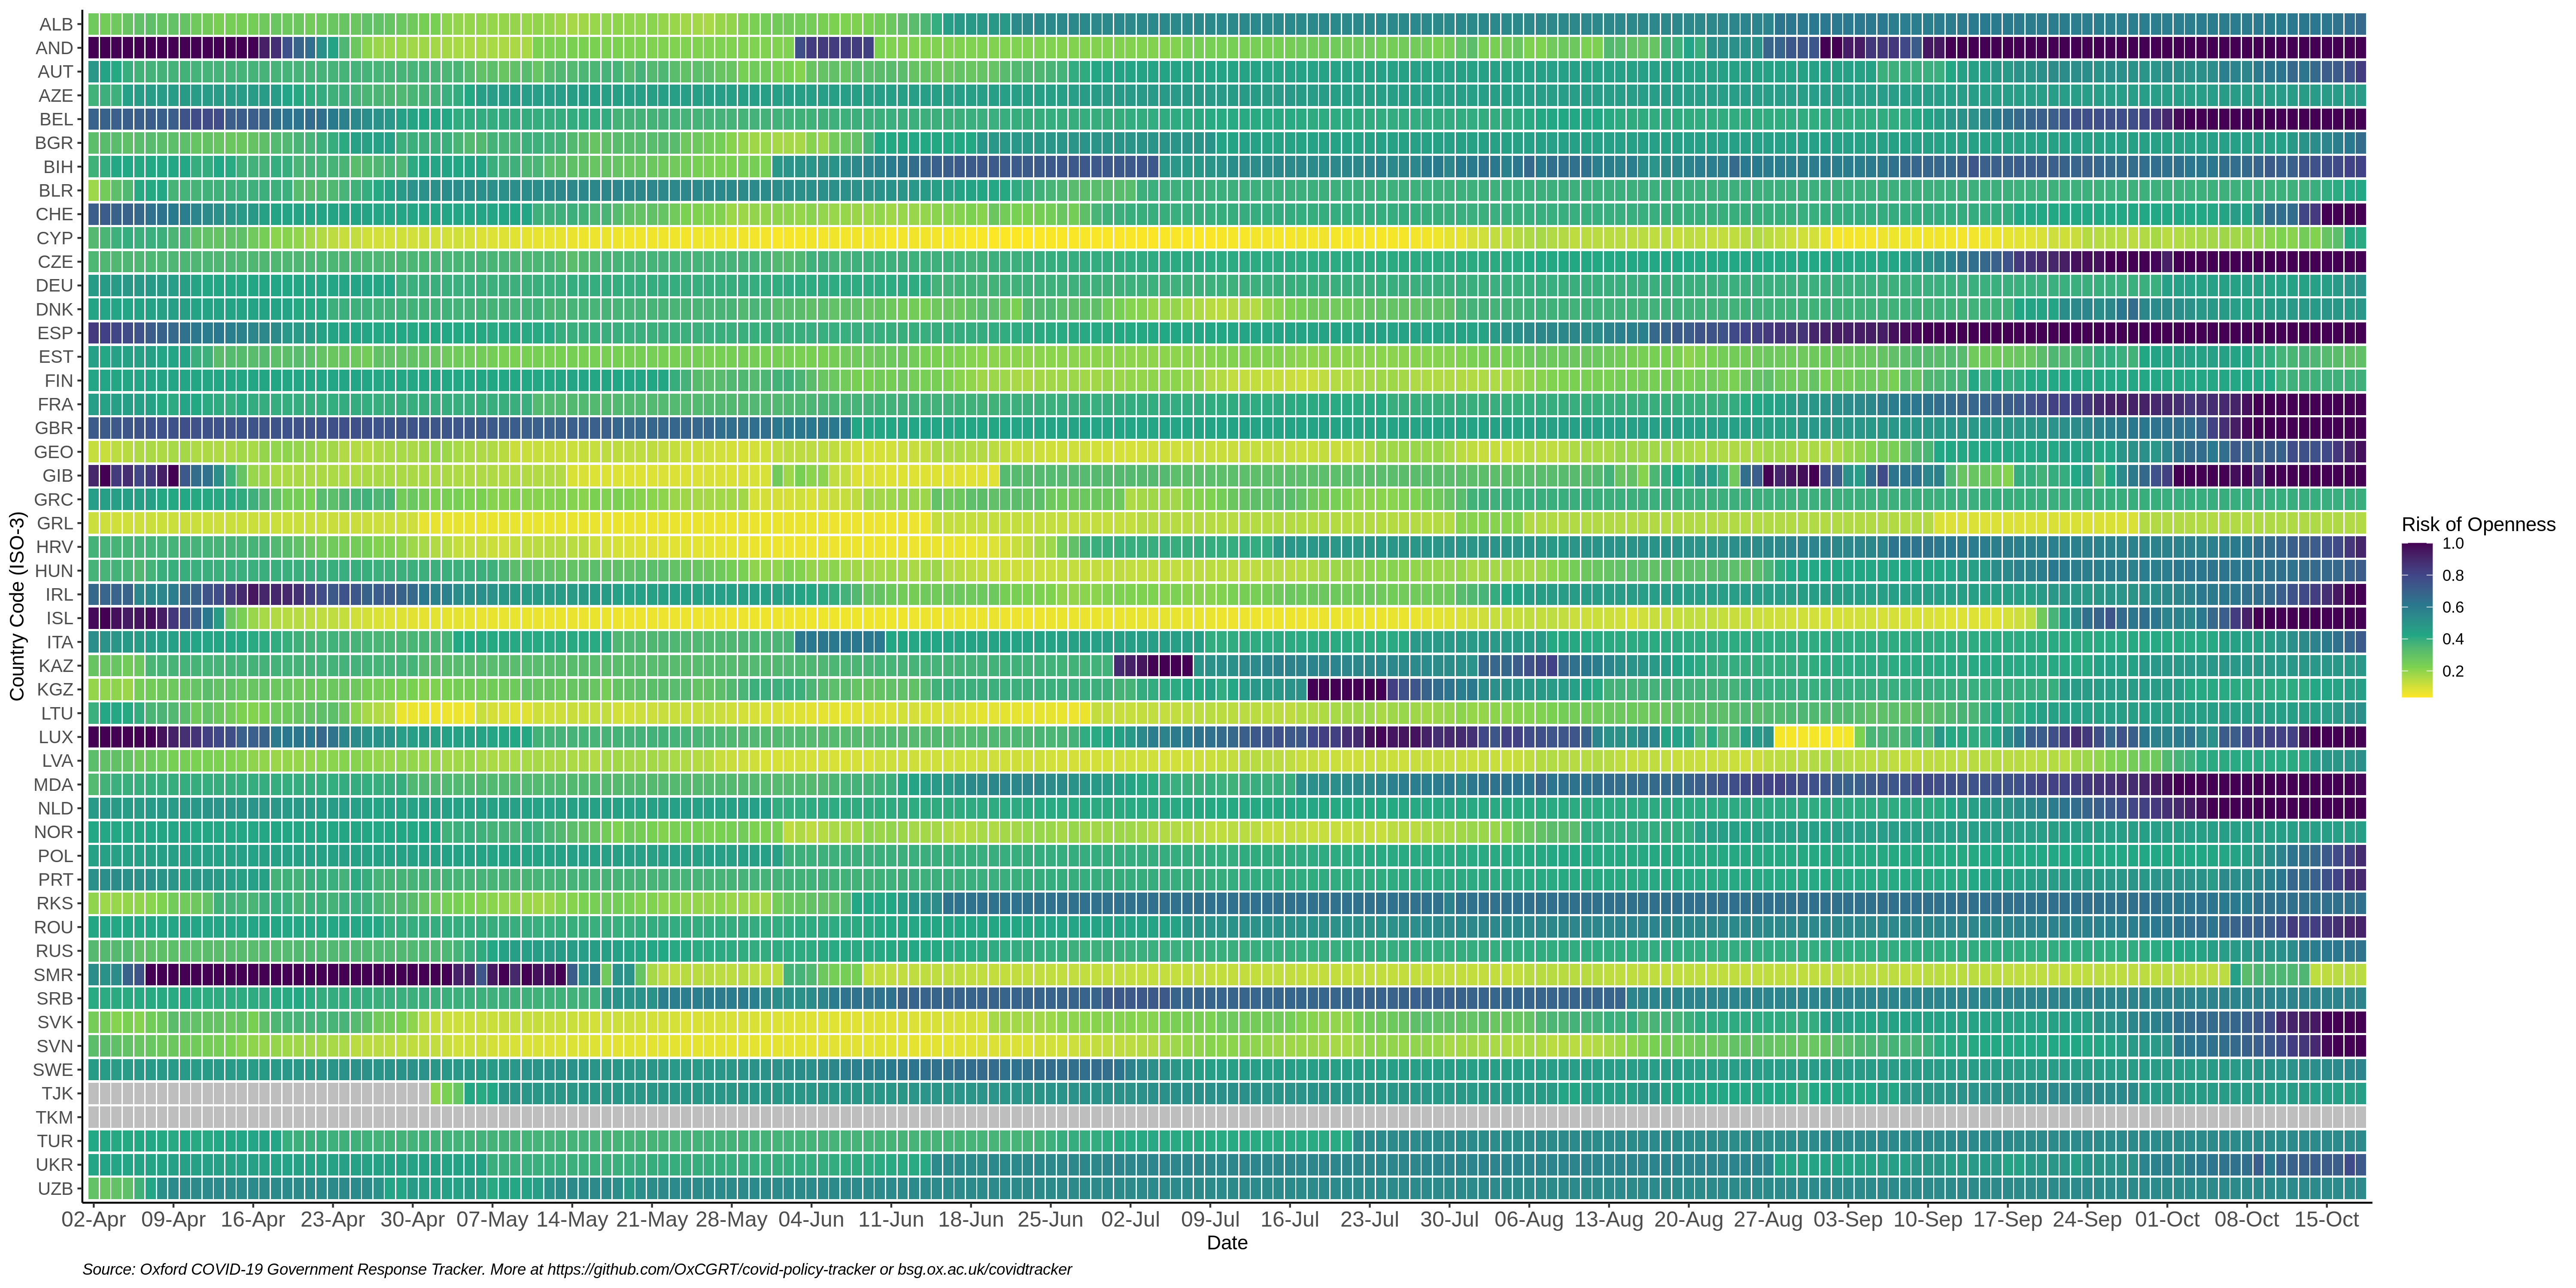 ALB
AND
AUT
AZE
BEL
BGR
BIH
BLR
CHE
CYP
CZE
DEU
DNK
ESP
EST
FIN
FRA
GBR
GEO
GIB
GRC
GRL
HRV
HUN
IRL
ISL
ITA
KAZ
KGZ
LTU
LUX
LVA
MDA
NLD
NOR
POL
PRT
RKS
ROU
RUS
SMR
SRB
SVK
SVN
SWE
TJK
TKM
TUR
UKR
UZB
Country Code (ISO-3)
02-Apr 09-Apr 16-Apr 23-Apr 30-Apr 07-May 14-May 21-May 28-May 04-Jun 11-Jun 18-Jun 25-Jun 02-Jul 09-Jul 16-Jul 23-Jul 30-Jul 06-Aug 13-Aug 20-Aug 27-Aug 03-Sep 10-Sep 17-Sep 24-Sep 01-Oct 08-Oct 15-Oct
Date
Risk of Openness
1.0
0.8
0.6
0.4
0.2
Source: Oxford COVID-19 Government Response Tracker. More at https://github.com/OxCGRT/covid-policy-tracker or bsg.ox.ac.uk/covidtracker